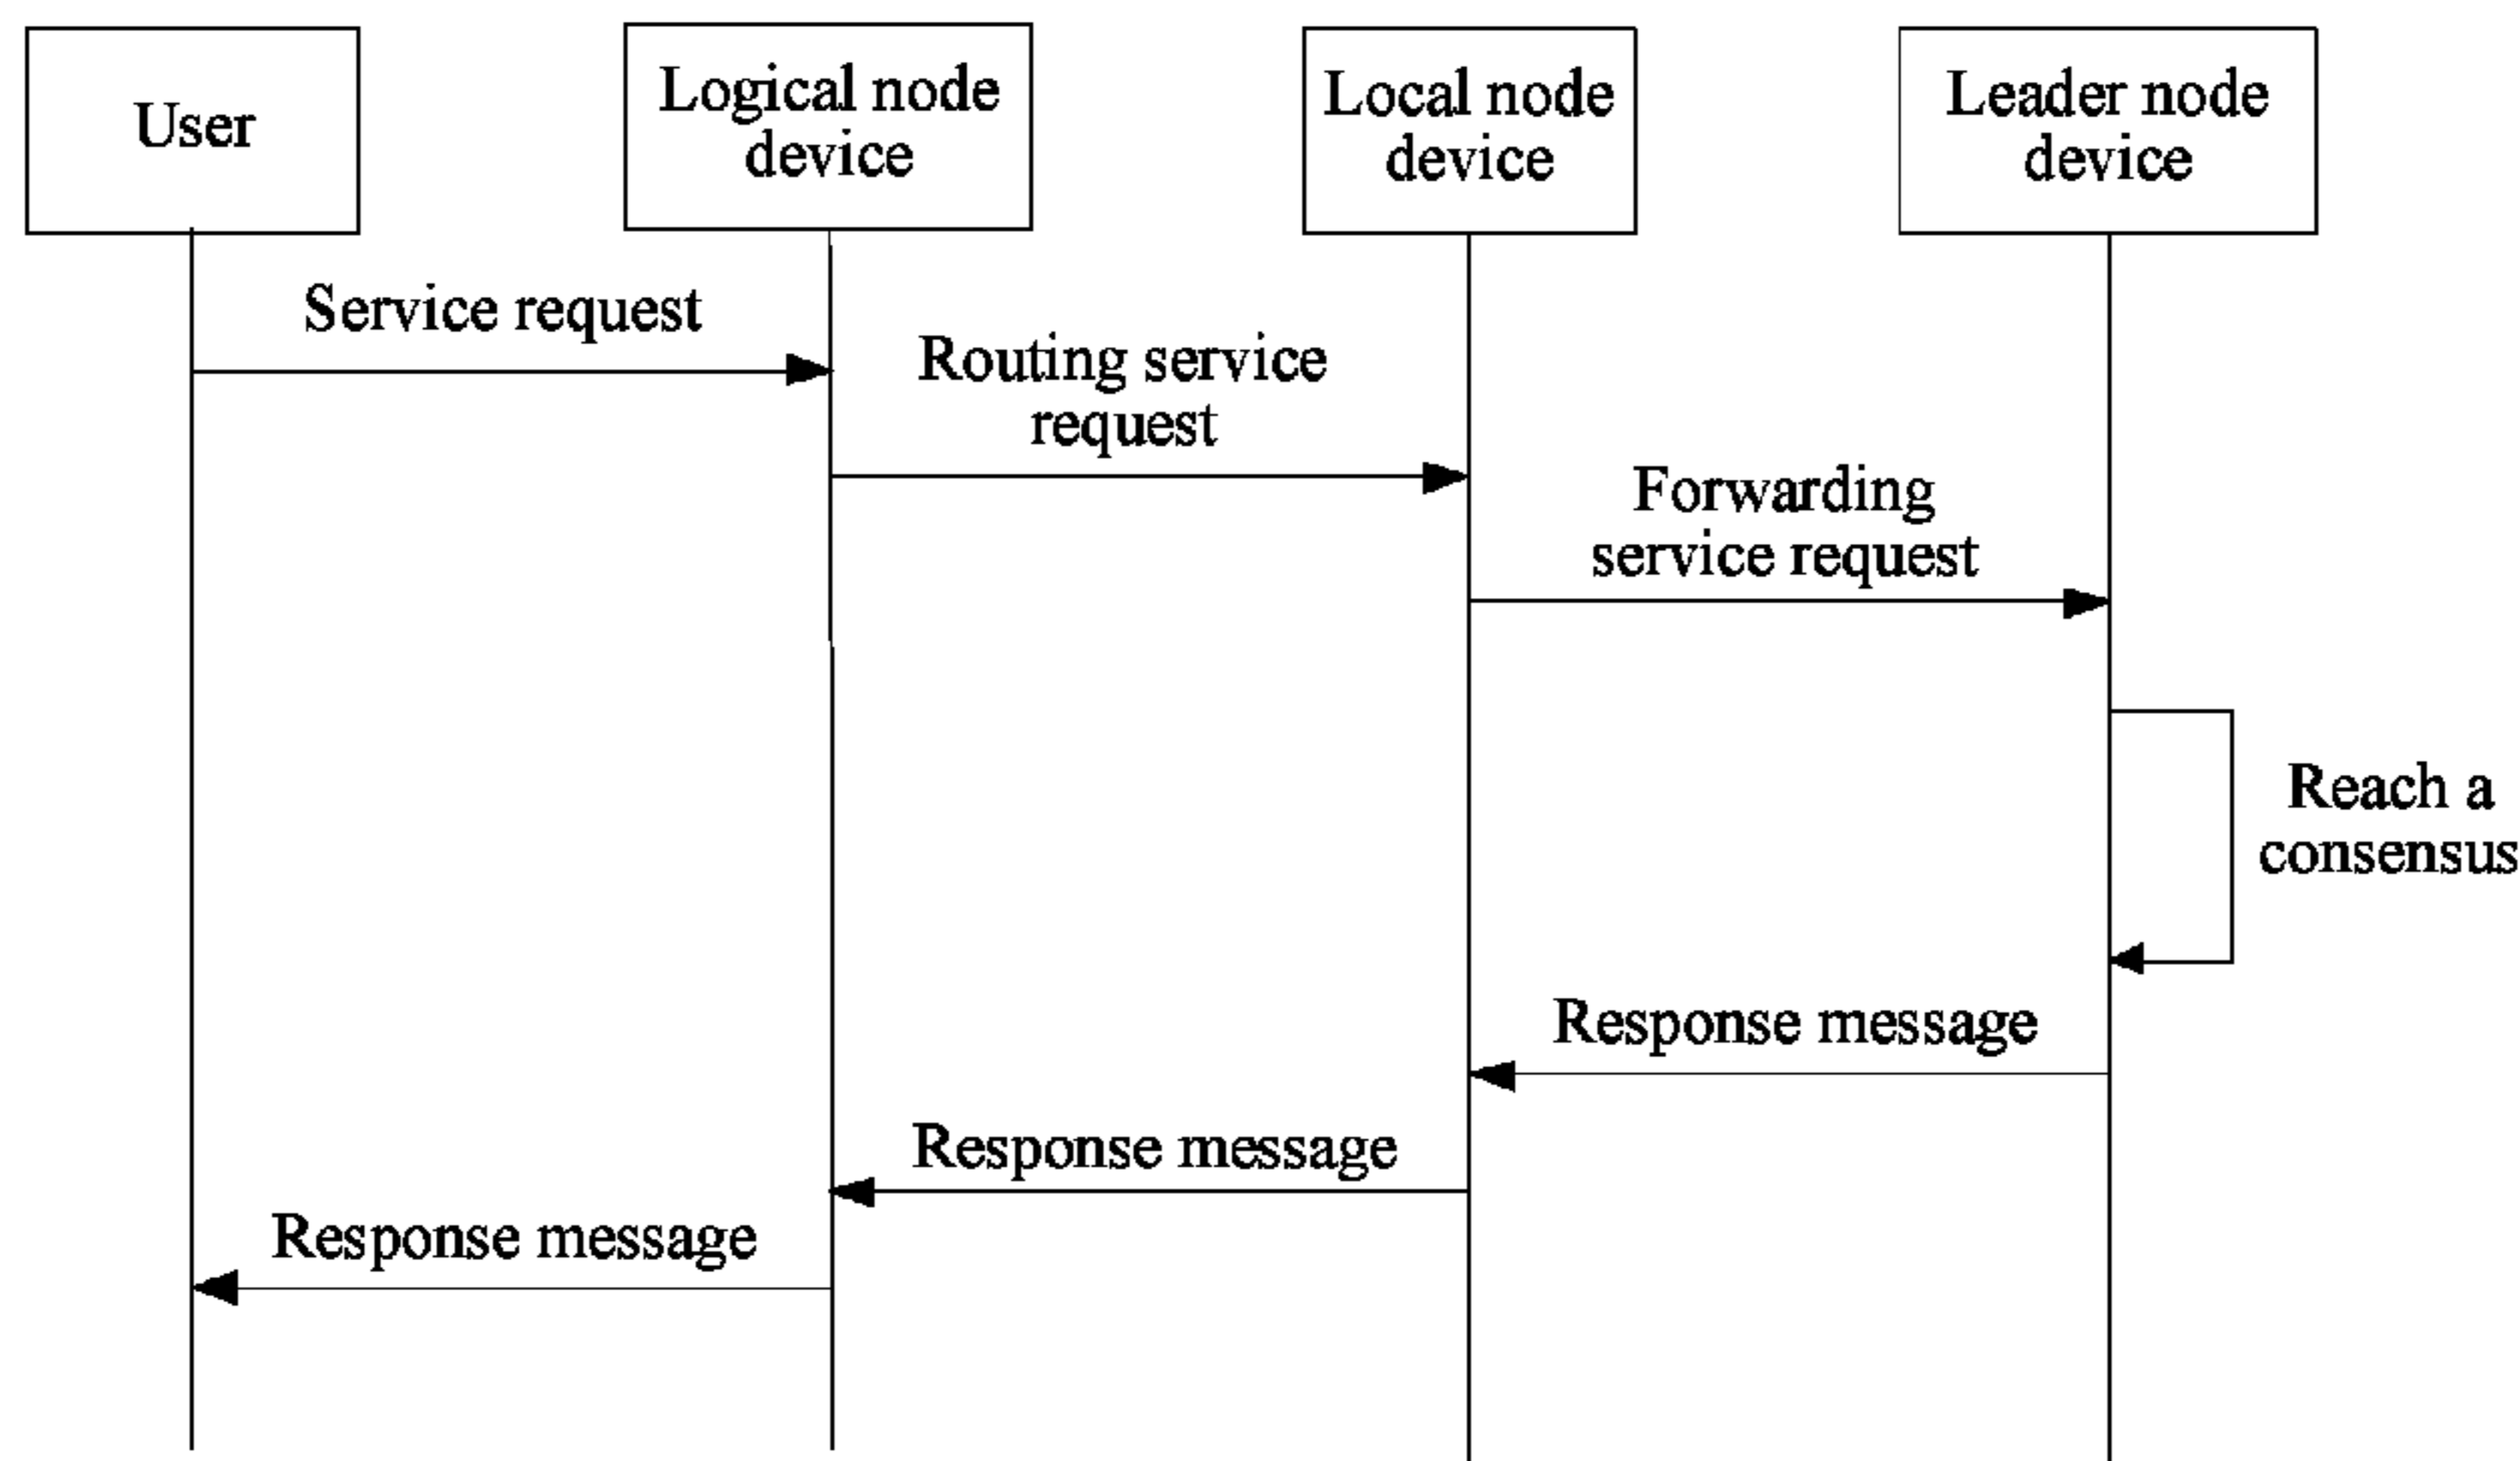 User
Logical node
device
Local node
device
Leader node
device
Service request
Routing service
request
Forwarding
service request
Reach a
consensus
Response message
Response message
Response message